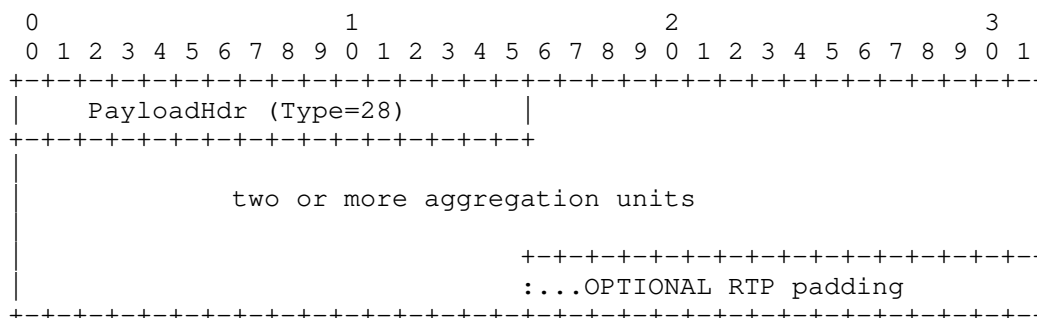 0                   1                   2                   3
 0 1 2 3 4 5 6 7 8 9 0 1 2 3 4 5 6 7 8 9 0 1 2 3 4 5 6 7 8 9 0 1
+-+-+-+-+-+-+-+-+-+-+-+-+-+-+-+-+-+-+-+-+-+-+-+-+-+-+-+-+-+-+-+-
|    PayloadHdr (Type=28)       |
+-+-+-+-+-+-+-+-+-+-+-+-+-+-+-+-+
|
|             two or more aggregation units
|
|                               +-+-+-+-+-+-+-+-+-+-+-+-+-+-+-+-
|                               :...OPTIONAL RTP padding
+-+-+-+-+-+-+-+-+-+-+-+-+-+-+-+-+-+-+-+-+-+-+-+-+-+-+-+-+-+-+-+-